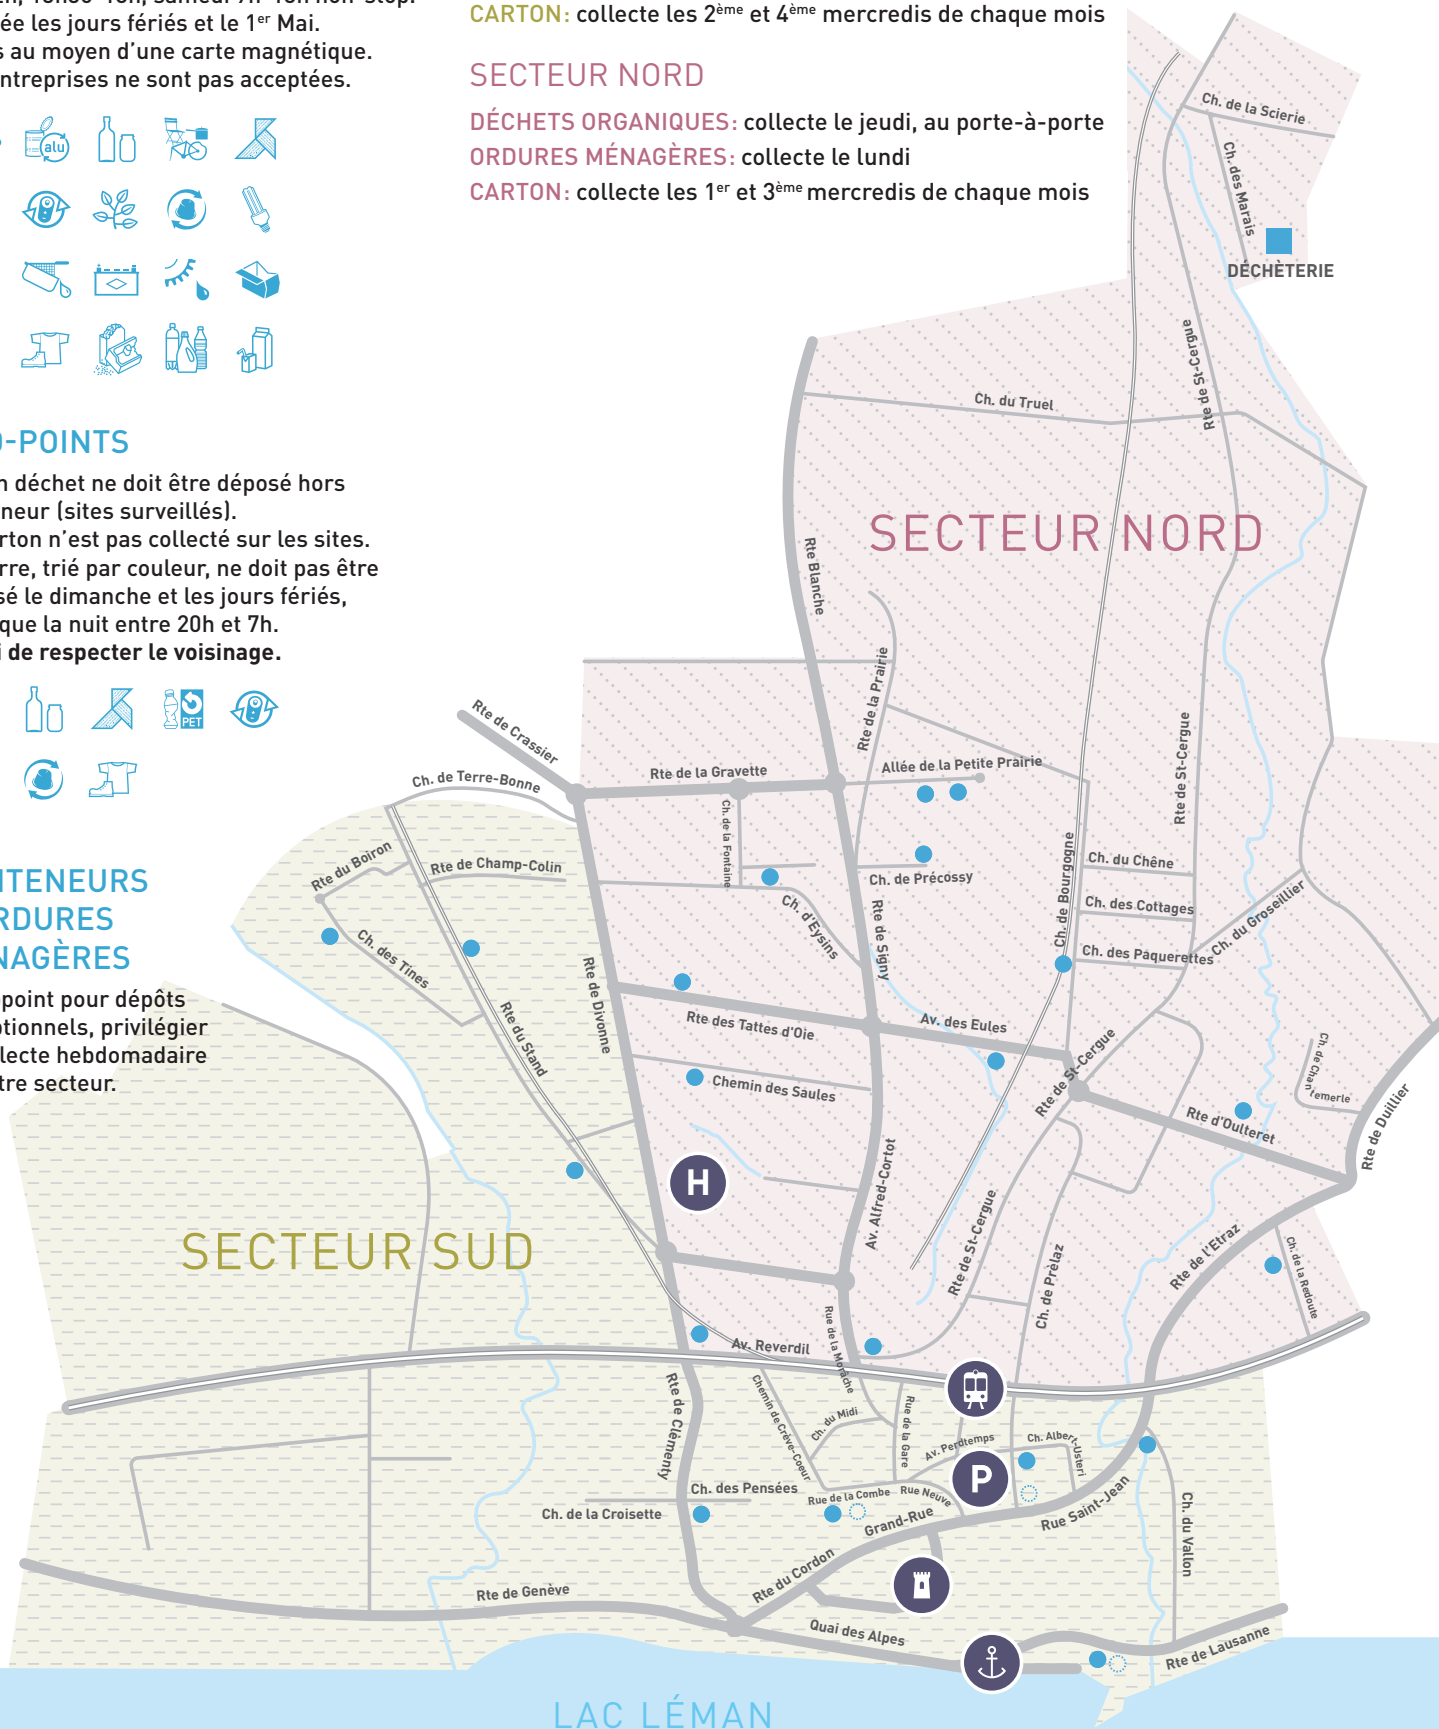 ée les jours fériés et le 1er Mai.
s au moyen d'une carte magnétique.
ntreprises ne sont pas acceptées.
alu
O-POINTS
n déchet ne doit être déposé hors
neur (sites surveillés).
rton n'est pas collecté sur les sites.
rre, trié par couleur, ne doit pas être
sé le dimanche et les jours fériés,
que la nuit entre 20h et 7h.
i de respecter le voisinage.
PET
NTENEURS
RDURES
NAGÈRES
point pour dépôts
ptionnels, privilégier
llecte hebdomadaire
tre secteur.
CARTON: collecte les 2ème et 4ème mercredis de chaque mois
SECTEUR NORD
DÉCHETS ORGANIQUES: collecte le jeudi, au porte-à-porte
ORDURES MÉNAGÈRES: collecte le lundi
CARTON: collecte les 1er et 3ème mercredis de chaque mois
Ch. de la Scierie
Ch. des Marais
DÉCHÈTERIE
Rte de St-Cergue
Ch. du Truel
SECTEUR NORD
Rte Blanche
Rte de la Prairie
Rte de Crassier
Ch. de Terre-Bonne
Rte de la Gravette
Allée de la Petite Prairie
Rte de St-Cergue
Ch. de la Fontaine
Rte du Boiron
Rte de Champ-Colin
Ch. de Précossy
Ch. du Chêne
Ch. de Bourgogne
Ch. des Cottages
Ch. du Groseillier
Ch. d'Eysins
Rte de Signy
Ch. des Paquerettes
Ch. des Tines
Rte de Divonne
Rte du Stand
Rte des Tattes d'Oie
Av. des Eules
Rte de St-Cergue
Ch. de Chantemerle
Chemin des Saules
Rte d'Oulteret
Rte de Duillier
H
Av. Alfred-Cortot
Rte de St-Cergue
SECTEUR SUD
Ch. de Prélaz
Rte de l'Etraz
Ch. de la Redoute
Av. Reverdil
Rue de la Morâche
Rte de Clémenty
Chemin de Crève-Coeur
Ch. du Midi
Rue de la Gare
Av. Perdtemps
Ch. Albert-Usteri
P
Ch. des Pensées
Rue de la Combe
Rue Neuve
Ch. de la Croisette
Grand-Rue
Rue Saint-Jean
Ch. du Vallon
Rte du Cordon
Rte de Genève
Quai des Alpes
Rte de Lausanne
LAC LÉMAN